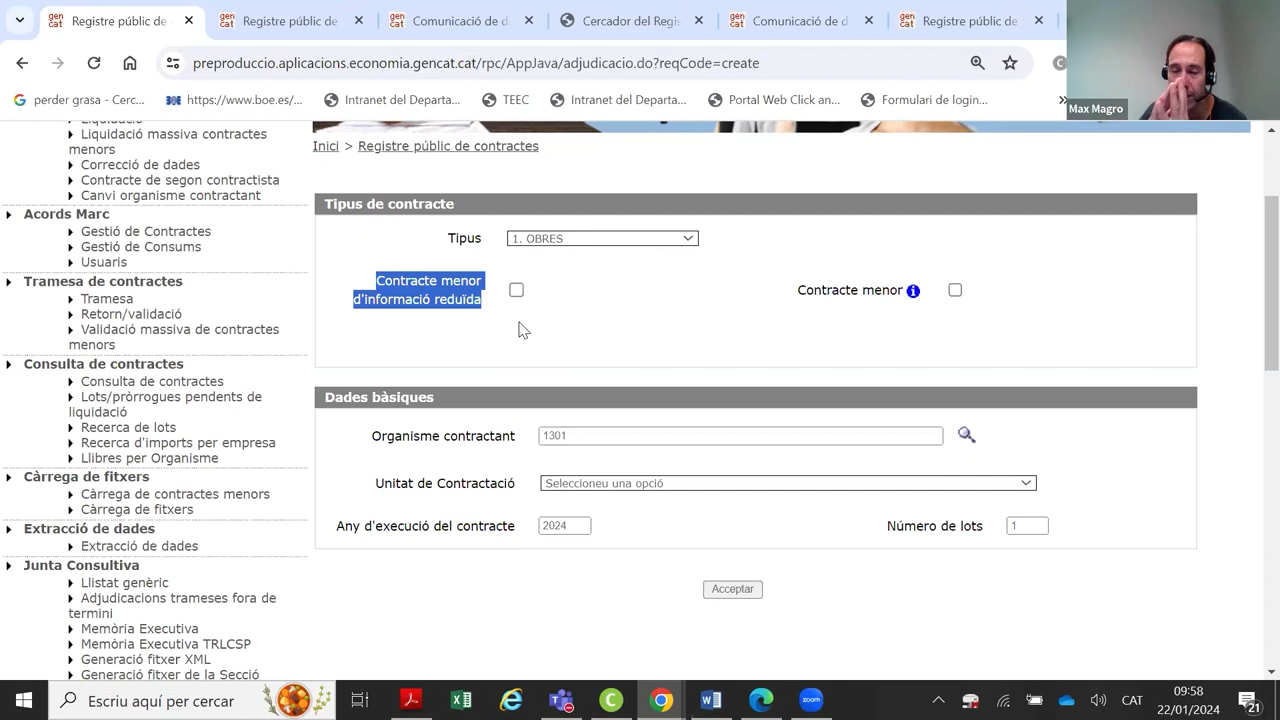 Registre públic de
Registre públic de
Comunicació de d
Cercador del Regis
Comunicació de d
Registre públic de
preproduccio.aplicacions.economia.gencat.cat/rpc/AppJava/adjudicacio.do?reqCode=create
perder grasa - Cerc...
https://www.boe.es/...
Intranet del Departa...
TEEC
Intranet del Departa...
Portal Web Click an...
Formulari de login...
Max Magro
Liquidació massiva contractes
menors
Correcció de dades
Contracte de segon contractista
Canvi organisme contractant
Acords Marc
Gestió de Contractes
Gestió de Consums
Usuaris
Tramesa de contractes
Tramesa
Retorn/validació
Validació massiva de contractes
menors
Consulta de contractes
Consulta de contractes
Lots/pròrrogues pendents de
liquidació
Recerca de lots
Recerca d'imports per empresa
Llibres per Organisme
Càrrega de fitxers
Càrrega de contractes menors
Càrrega de fitxers
Extracció de dades
Extracció de dades
Junta Consultiva
Llistat genèric
Adjudicacions trameses fora de
termini
Memòria Executiva
Memòria Executiva TRLCSP
Generació fitxer XML
Generació fitxer de la Secció
Inici > Registre públic de contractes
Tipus de contracte
Tipus 1. OBRES
Contracte menor
d'informació reduïda
Contracte menor
Dades bàsiques
Organisme contractant 1301
Unitat de Contractació Seleccioneu una opció
Any d'execució del contracte 2024 Número de lots 1
Acceptar
Escriu aquí per cercar
zoom
CAT
09:58
22/01/2024
21